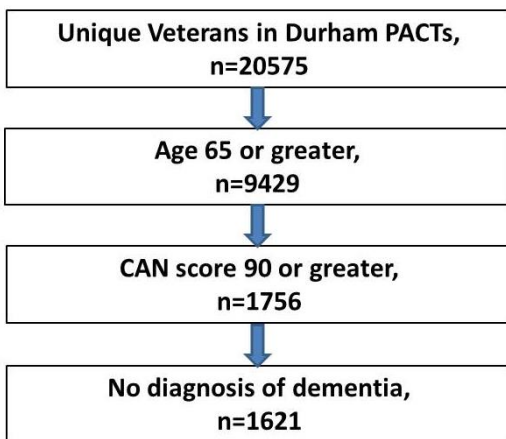 Unique Veterans in Durham PACTs,
n=20575
Age 65 or greater,
n=9429
CAN score 90 or greater,
n=1756
No diagnosis of dementia,
n=1621